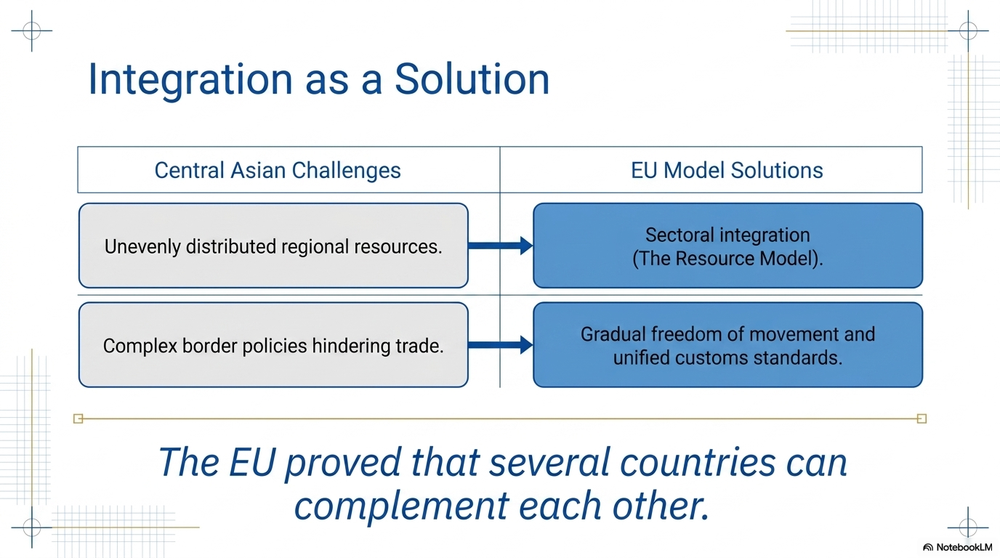 Integration as a Solution
Central Asian Challenges
EU Model Solutions
Unevenly distributed regional resources.
Sectoral integration
(The Resource Model).
Complex border policies hindering trade.
Gradual freedom of movement and
unified customs standards.
The EU proved that several countries can
complement each other.
NotebookLM